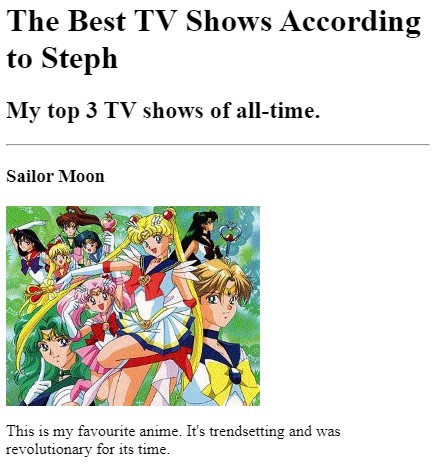 The Best TV Shows According
to Steph
My top 3 TV shows of all-time.
Sailor Moon
This is my favourite anime. It's trendsetting and was
revolutionary for its time.